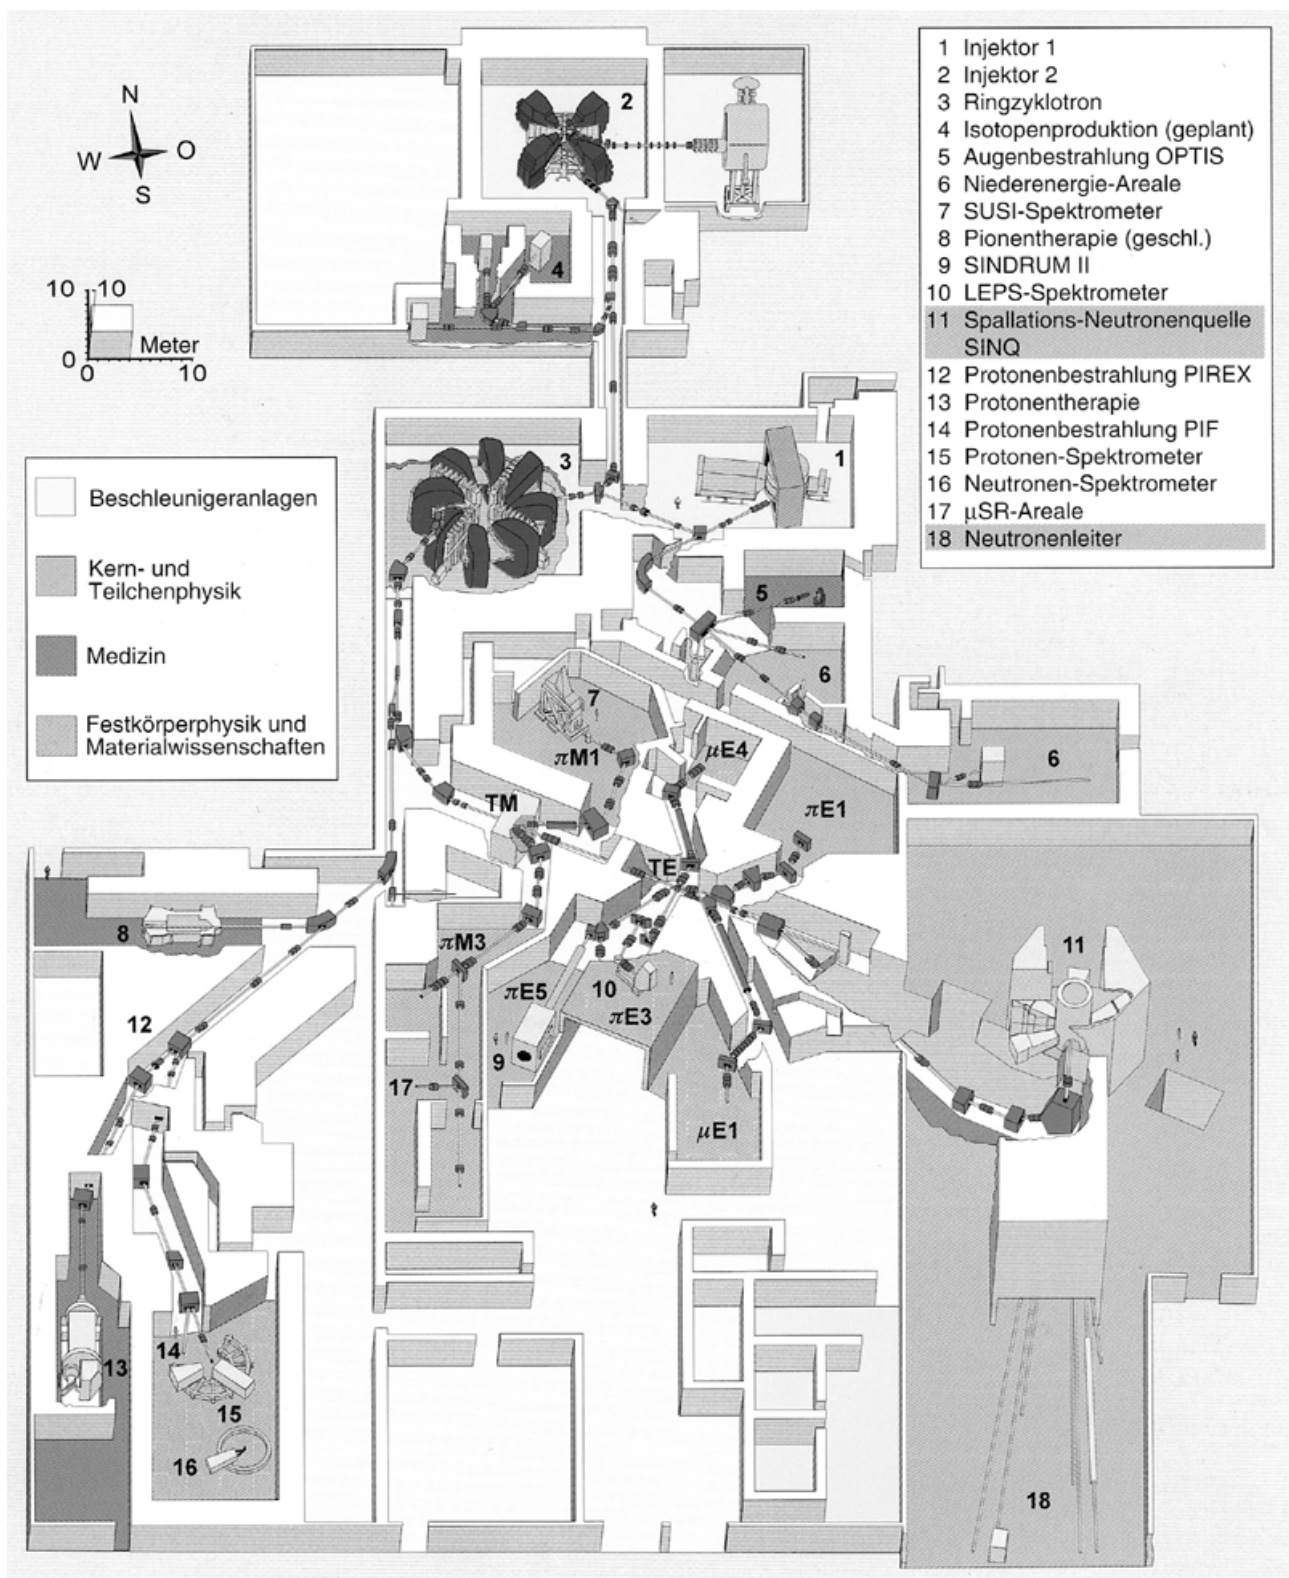 1 Injektor 1
2 Injektor 2
3 Ringzyklotron
4 Isotopenproduktion (geplant)
5 Augenbestrahlung OPTIS
6 Niederenergie-Areale
7 SUSI-Spektrometer
8 Pionentherapie (geschl.)
9 SINDRUM II
10 LEPS-Spektrometer
11 Spallations-Neutronenquelle
SINQ
12 Protonenbestrahlung PIREX
13 Protonentherapie
14 Protonenbestrahlung PIF
15 Protonen-Spektrometer
16 Neutronen-Spektrometer
17 µSR-Areale
18 Neutronenleiter
N
W O
S
10 10
Meter
0
0 10
Beschleunigeranlagen
Kern- und
Teilchenphysik
Medizin
Festkörperphysik und
Materialwissenschaften
2
4
3
1
5
6
7
πM1
µE4
6
πE1
TM
TE
8
πM3
11
πE5
10
πE3
12
9
17
µE1
14
13
15
16
18